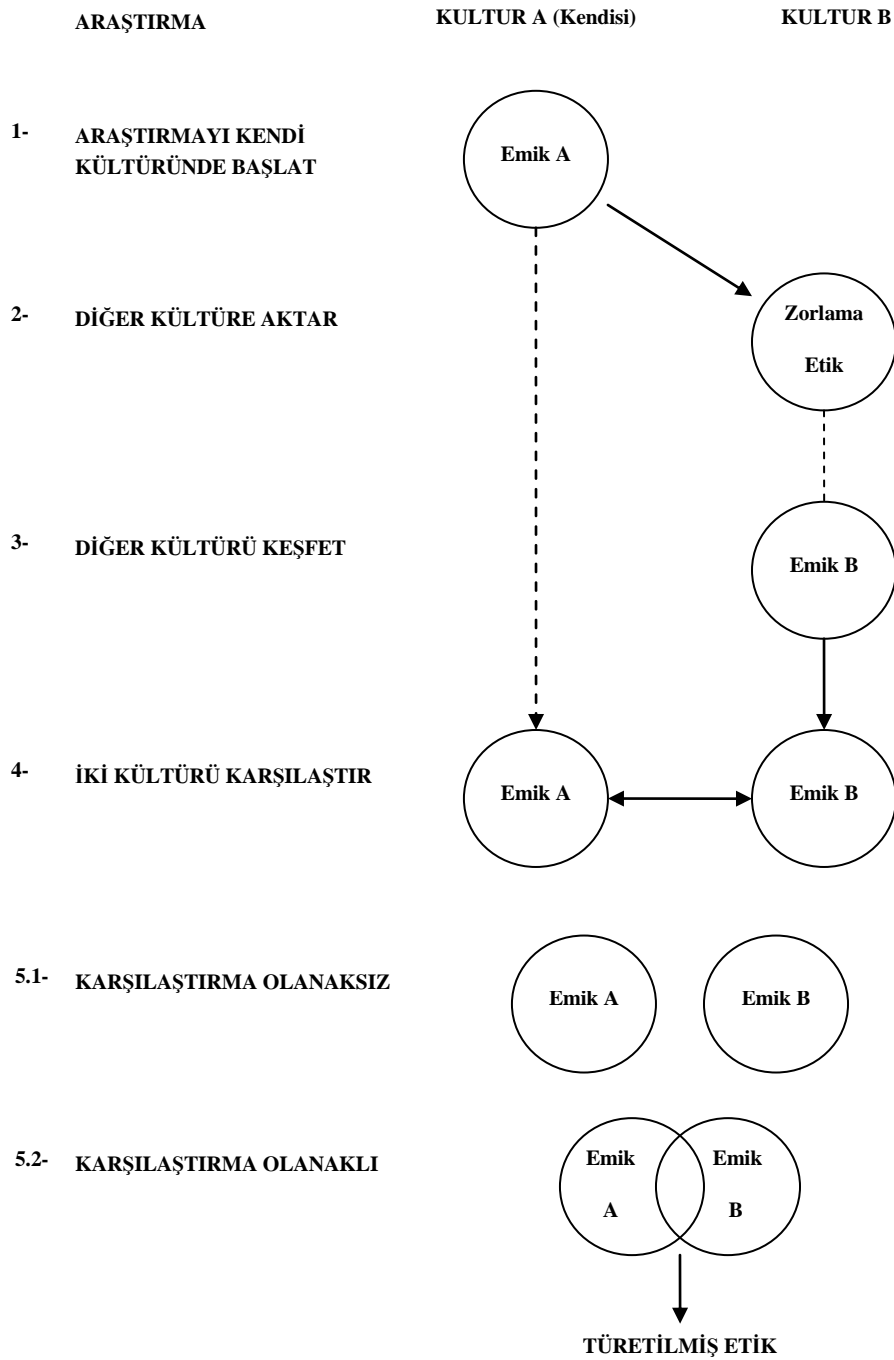 ARAŞTIRMA KULTUR A (Kendisi) KULTUR B
1- ARAŞTIRMAYI KENDİ
KÜLTÜRÜNDE BAŞLAT
Emik A
2- DİĞER KÜLTÜRE AKTAR
Zorlama
Etik
3- DİĞER KÜLTÜRÜ KEŞFET
Emik B
4- İKİ KÜLTÜRÜ KARŞILAŞTIR
Emik A Emik B
5.1- KARŞILAŞTIRMA OLANAKSIZ
Emik A Emik B
5.2- KARŞILAŞTIRMA OLANAKLI
Emik Emik
A B
TÜRETİLMİŞ ETİK